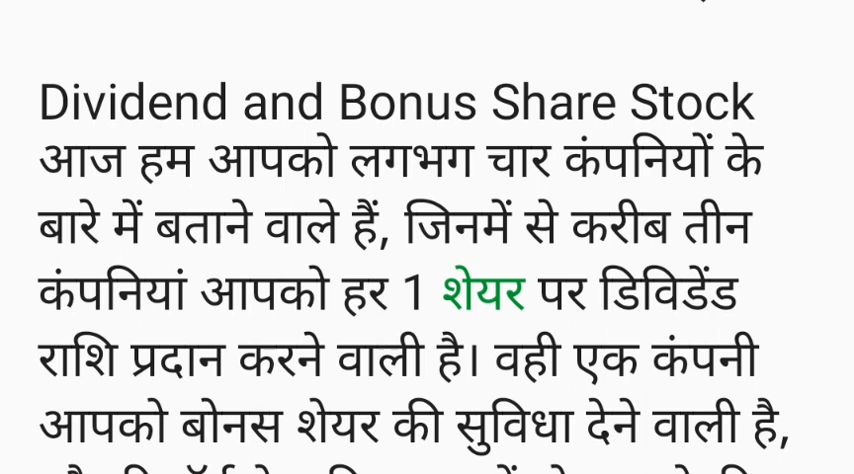 Dividend and Bonus Share Stock
आज हम आपको लगभग चार कंपनियों के
बारे में बताने वाले हैं, जिनमें से करीब तीन
कंपनियां आपको हर 1 शेयर पर डिविडेंड
राशि प्रदान करने वाली है। वही एक कंपनी
आपको बोनस शेयर की सुविधा देने वाली है,